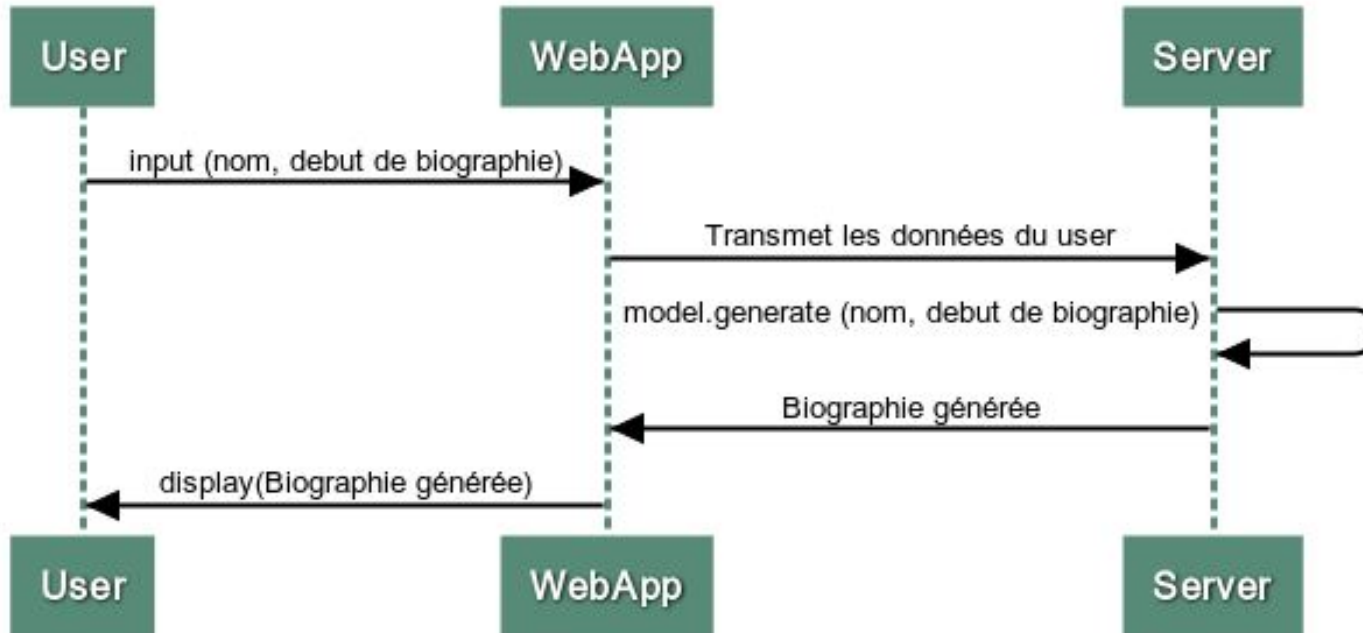 User WebApp Server
input (nom, debut de biographie)
Transmet les données du user
model.generate (nom, debut de biographie)
Biographie générée
display(Biographie générée)
User WebApp Server